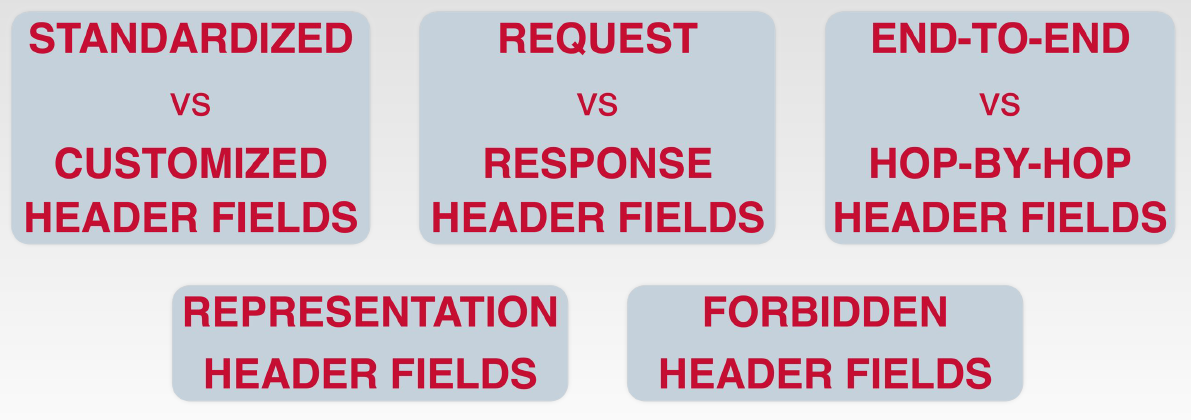 STANDARDIZED
VS
CUSTOMIZED
HEADER FIELDS
REQUEST
VS
RESPONSE
HEADER FIELDS
END-TO-END
VS
HOP-BY-HOP
HEADER FIELDS
REPRESENTATION
HEADER FIELDS
FORBIDDEN
HEADER FIELDS